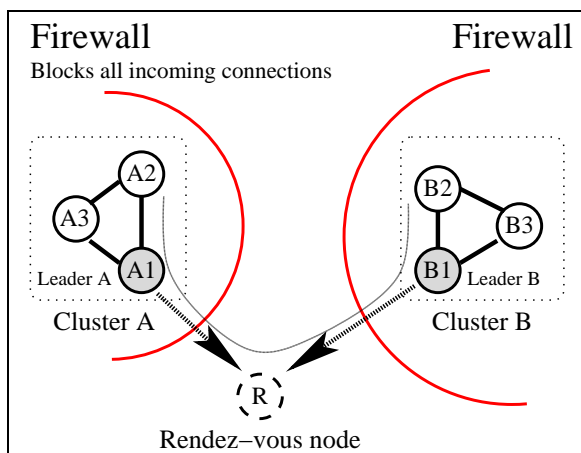 Firewall
Firewall
Blocks all incoming connections
A2
B2
A3
B3
A1
B1
Leader A
Leader B
Cluster A
Cluster B
R
Rendez−vous node